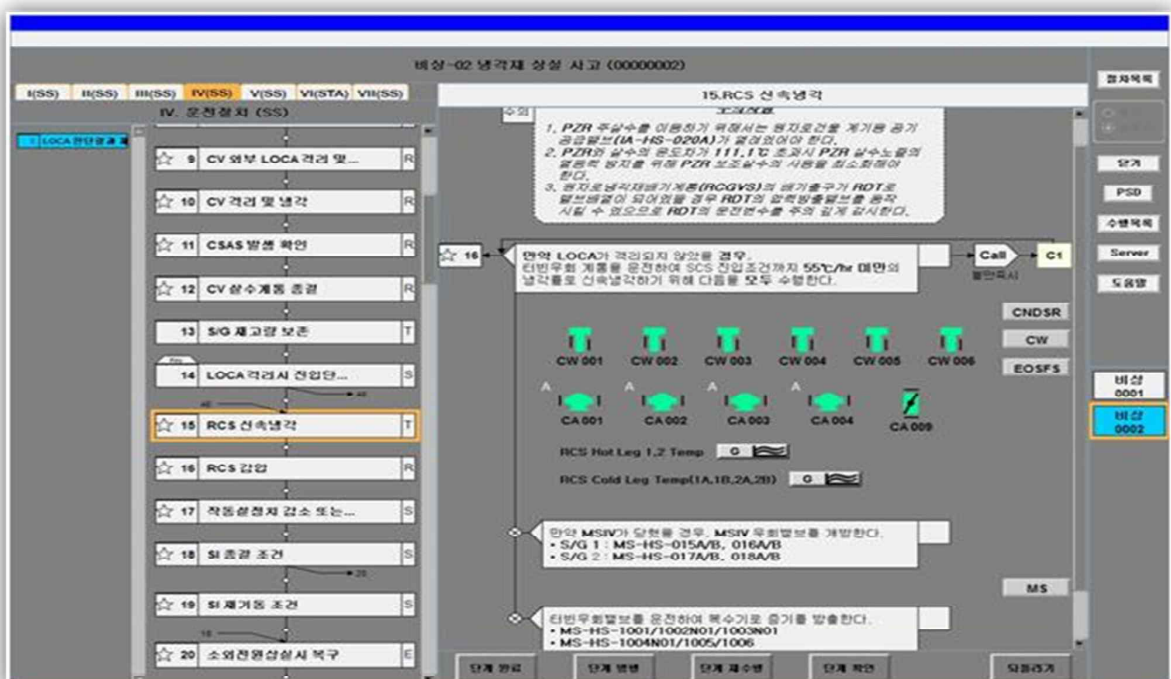 비상-02 냉각재 상실 사고 (00000002)
I(SS) II(SS) III(SS) IV(SS) V(SS) VI(STA) VII(SS)
IV. 운전절차 (SS)
1 LOCA
9 CV 외부 LOCA 격리 및... R
10 CV 격리 및 냉각 R
11 CSAS 발생 확인 R
12 CV 살수계통 종결 R
13 S/G 재고량 보존 T
14 LOCA 격리시 진입단... S
15 RCS 신속냉각 T
16 RCS 감압 R
17 작동설정치 감소 또는... S
18 SI 종결 조건 S
19 SI 재기동 조건 S
20 소외전원상실시 복구 E
15.RCS 신속냉각
주의
1. PZR 주살수를 이용하기 위해서는 원자로건물 계기용 공기
공급밸브(IA-HS-020A)가 열려있어야 한다.
2. PZR와 살수의 온도차가 111.1℃ 초과시 PZR 살수노즐의
열응력 방지를 위해 PZR 보조살수의 사용을 최소화해야
한다.
3. 원자로냉각재배기계통(RCGVS)의 배기출구가 RDT로
밸브배열이 되어있을 경우 RDT의 압력방출밸브를 동작
시킬 수 있으므로 RDT의 운전변수를 주의 깊게 감시한다.
16
만약 LOCA가 격리되지 않았을 경우,
터빈우회 계통을 운전하여 SCS 진입조건까지 55℃/hr 미만의
냉각률로 신속냉각하기 위해 다음을 모두 수행한다.
Call C1
불만족시
CNDSR
CW
EOSFS
CW 001 CW 002 CW 003 CW 004 CW 005 CW 006
A A A A
CA 001 CA 002 CA 003 CA 004 CA 009
RCS Hot Leg 1,2 Temp G
RCS Cold Leg Temp(1A,1B,2A,2B) G
만약 MSIV가 닫혔을 경우, MSIV 우회밸브를 개방한다.
• S/G 1 : MS-HS-015A/B, 016A/B
• S/G 2 : MS-HS-017A/B, 018A/B
MS
터빈우회밸브를 운전하여 복수기로 증기를 방출한다.
• MS-HS-1001/1002N01/1003N01
• MS-HS-1004N01/1005/1006
단계 완료 단계 병행 단계 재수행 단계 확인 되돌리기
절차목록
닫기
PSD
수행목록
Server
도움말
비상
0001
비상
0002